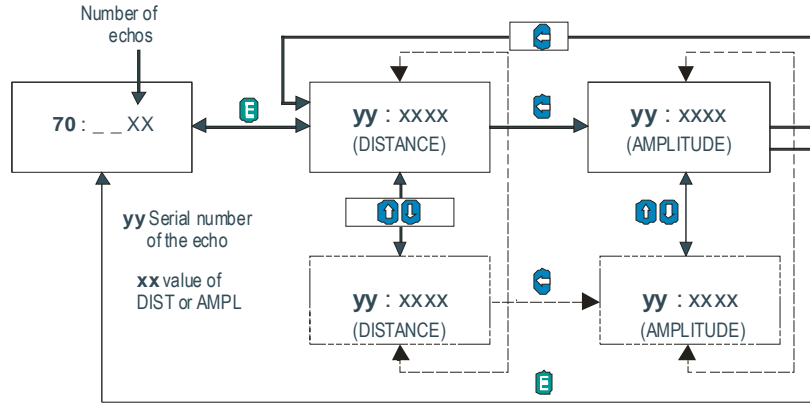 Number of
echos
70 : _ _ XX
E
yy : xxxx
(DISTANCE)
yy : xxxx
(AMPLITUDE)
yy Serial number
of the echo
xx value of
DIST or AMPL
yy : xxxx
(DISTANCE)
yy : xxxx
(AMPLITUDE)
E